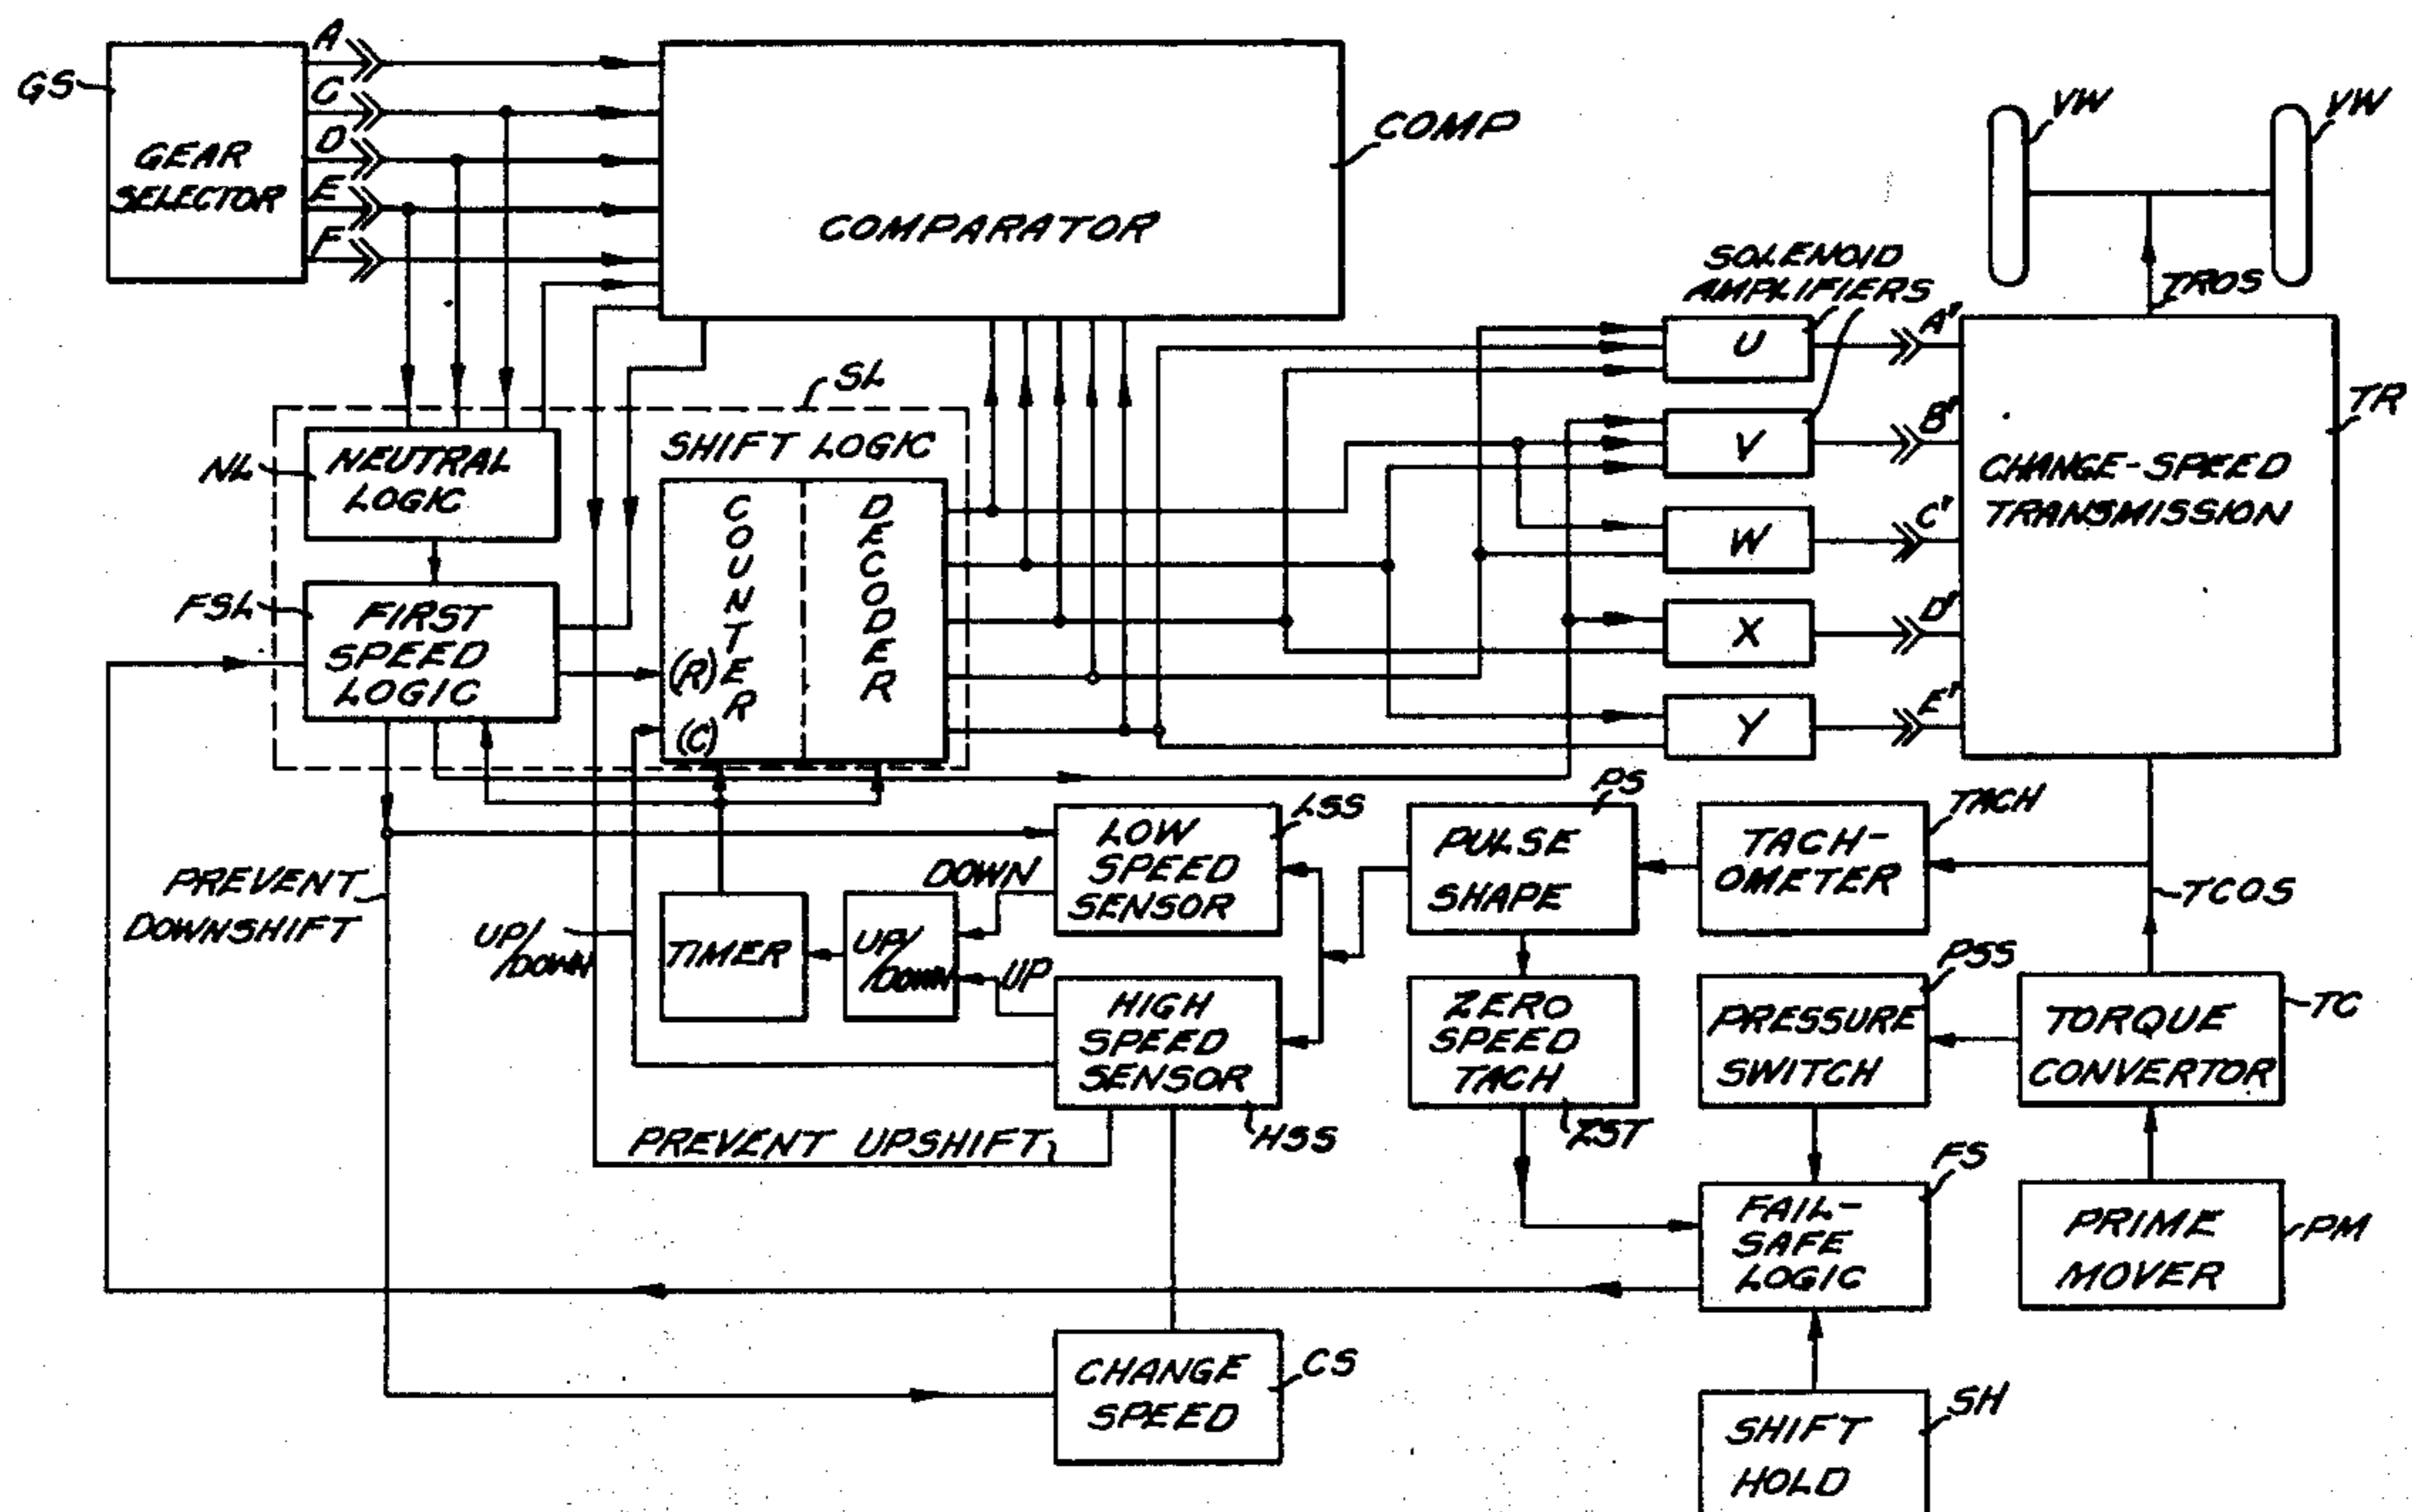 A
C
D
E
F
GS
GEAR
SELECTOR
COMPARATOR
COMP
VW
VW
SOLENOID
AMPLIFIERS
TROS
U
V
W
X
Y
A'
B'
C'
D'
E'
TR
CHANGE-SPEED
TRANSMISSION
SL
SHIFT LOGIC
NL
NEUTRAL
LOGIC
FSL
FIRST
SPEED
LOGIC
COUNTER
(R)
(C)
DECODER
PREVENT
DOWNSHIFT
UP/
/DOWN
TIMER
UP/
/DOWN
DOWN
UP
LOW
SPEED
SENSOR
LSS
HIGH
SPEED
SENSOR
HSS
PREVENT UPSHIFT
PULSE
SHAPE
PS
TACH-
OMETER
TACH
TCOS
ZERO
SPEED
TACH
ZST
PRESSURE
SWITCH
PSS
TORQUE
CONVERTOR
TC
FAIL-
SAFE
LOGIC
FS
PRIME
MOVER
PM
CHANGE
SPEED
CS
SHIFT
HOLD
SH